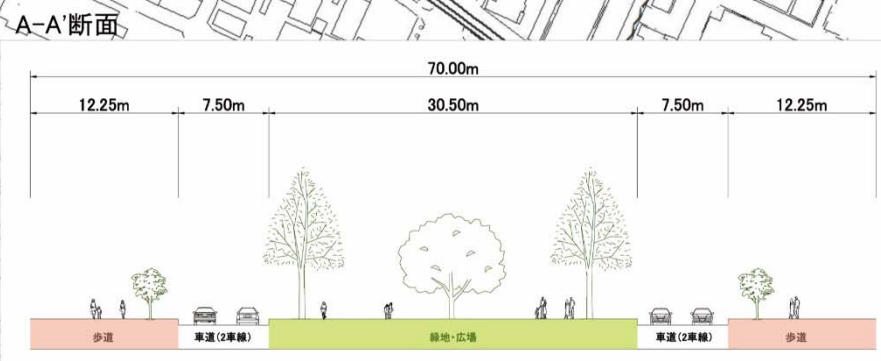 A-A'断面
70.00m
12.25m 7.50m 30.50m 7.50m 12.25m
歩道 車道(2車線) 緑地・広場 車道(2車線) 歩道